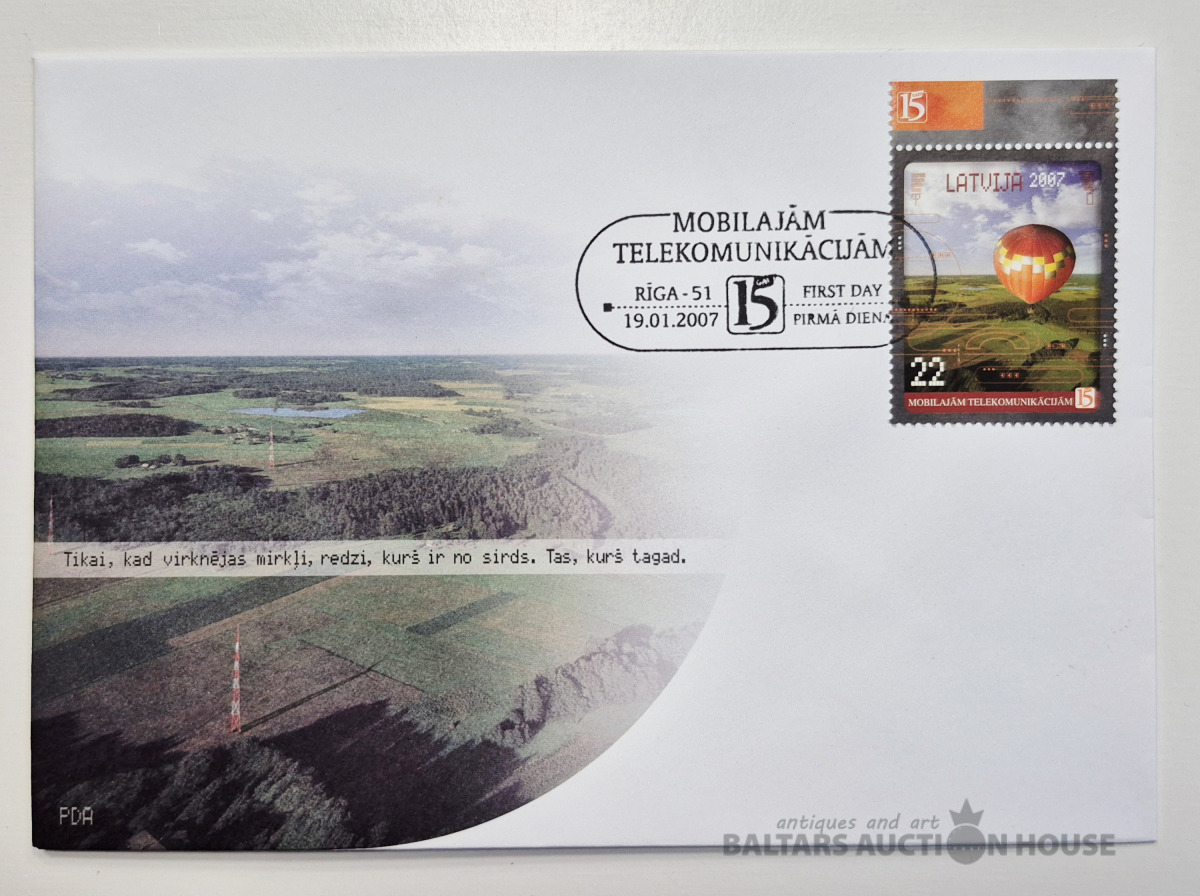 15
LATVIJA 2007
MOBILAJĀM
TELEKOMUNIKĀCIJĀM
RĪGA - 51
19.01.2007
15
FIRST DAY
PIRMĀ DIENA
22
MOBILAJĀM TELEKOMUNIKĀCIJĀM 15
Tikai, kad virknējas mirkļi, redzi, kurš ir no sirds. Tas, kurš tagad.
PDA
antiques and art
BALTARS AUCTION HOUSE